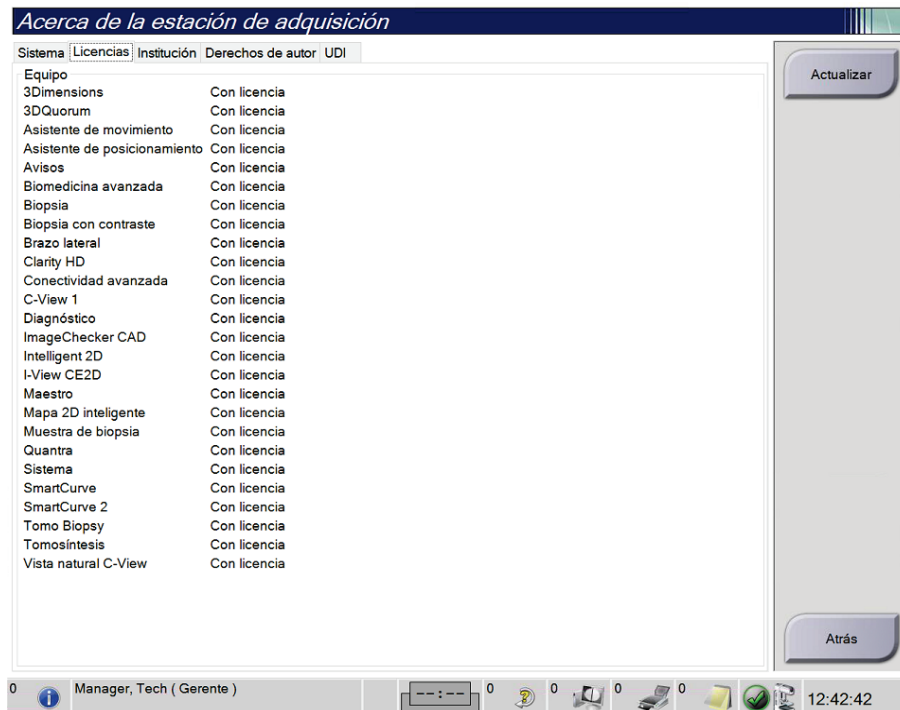 Acerca de la estación de adquisición
Sistema Licencias Institución Derechos de autor UDI
Equipo
3Dimensions Con licencia
3DQuorum Con licencia
Asistente de movimiento Con licencia
Asistente de posicionamiento Con licencia
Avisos Con licencia
Biomedicina avanzada Con licencia
Biopsia Con licencia
Biopsia con contraste Con licencia
Brazo lateral Con licencia
Clarity HD Con licencia
Conectividad avanzada Con licencia
C-View 1 Con licencia
Diagnóstico Con licencia
ImageChecker CAD Con licencia
Intelligent 2D Con licencia
I-View CE2D Con licencia
Maestro Con licencia
Mapa 2D inteligente Con licencia
Muestra de biopsia Con licencia
Quantra Con licencia
Sistema Con licencia
SmartCurve Con licencia
SmartCurve 2 Con licencia
Tomo Biopsy Con licencia
Tomosíntesis Con licencia
Vista natural C-View Con licencia
Actualizar
Atrás
0 Manager, Tech ( Gerente ) --:-- 0 0 0 0 12:42:42